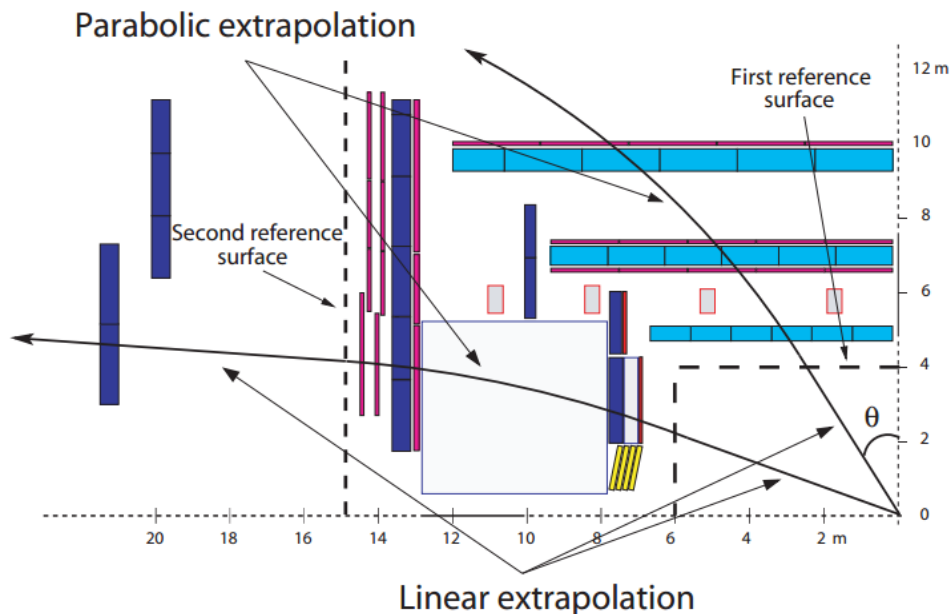 Parabolic extrapolation
First reference
surface
12 m
10
8
Second reference
surface
6
4
θ
2
0
20
18
16
14
12
10
8
6
4
2 m
Linear extrapolation